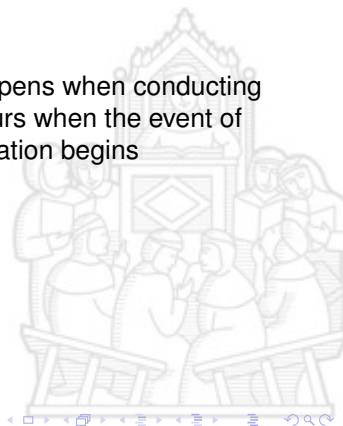 pens when conducting
urs when the event of
ation begins